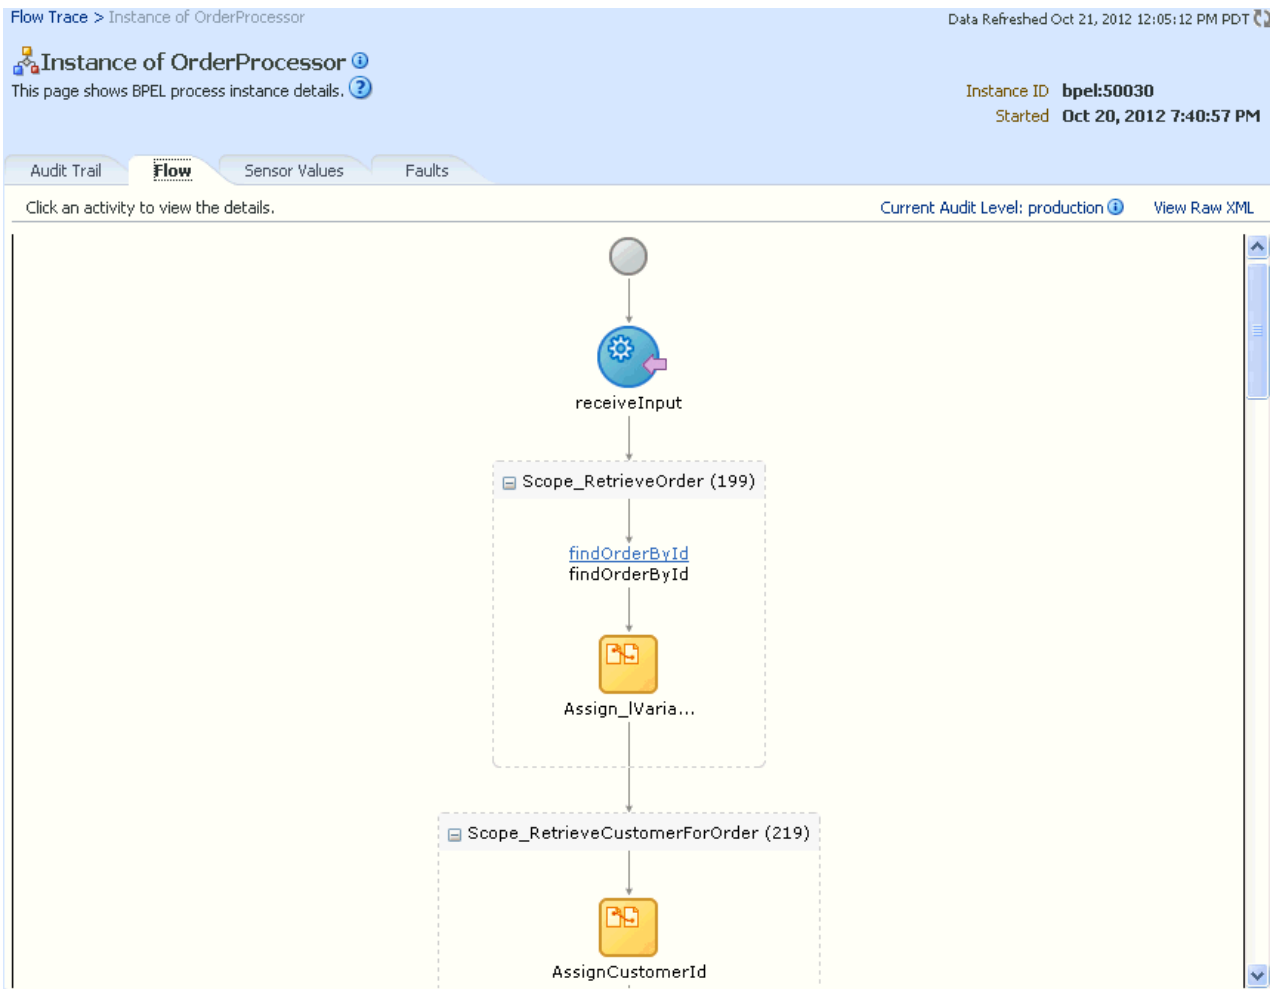 Flow Trace > Instance of OrderProcessor
Data Refreshed Oct 21, 2012 12:05:12 PM PDT
Instance of OrderProcessor
This page shows BPEL process instance details.
Instance ID bpel:50030
Started Oct 20, 2012 7:40:57 PM
Audit Trail Flow Sensor Values Faults
Click an activity to view the details.
Current Audit Level: production View Raw XML
receiveInput
Scope_RetrieveOrder (199)
findOrderById
findOrderById
Assign_lVaria...
Scope_RetrieveCustomerForOrder (219)
AssignCustomerId